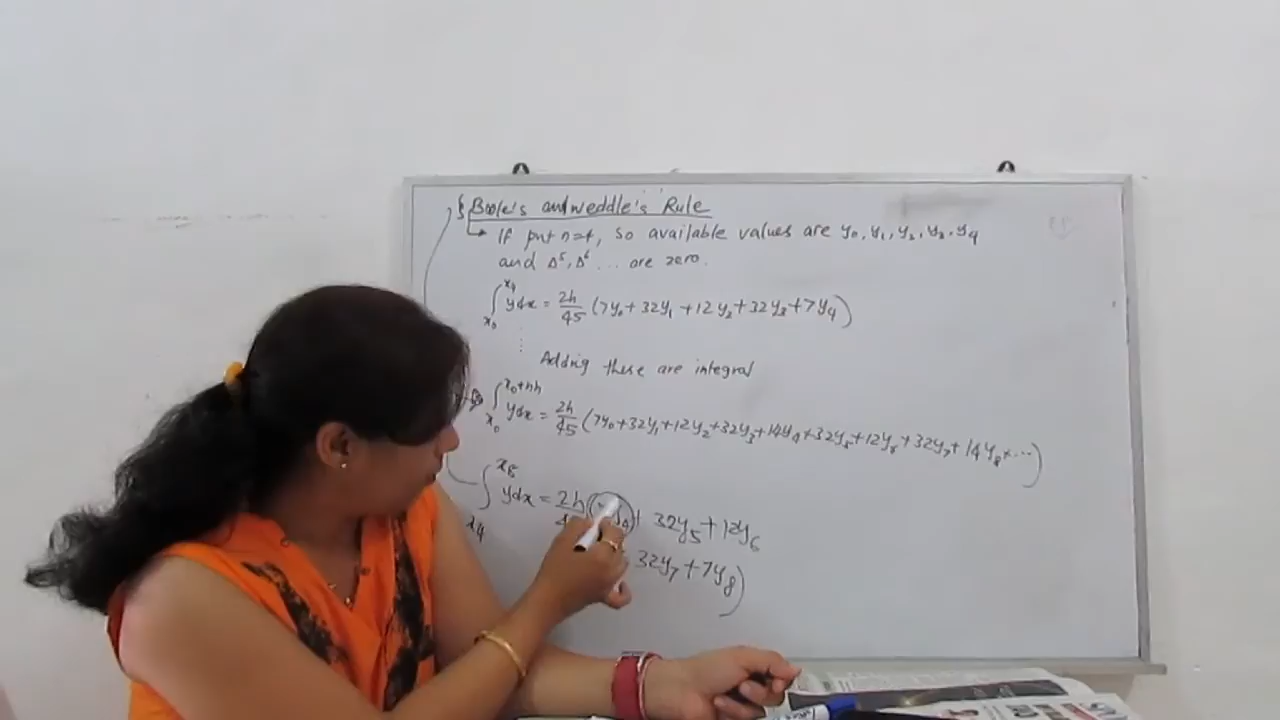 Boole's and weddle's Rule
If put n=4, so available values are y₀, y₁, y₂, y₃, y₄
and Δ⁵, Δ⁶ ... are zero.
∫_{x₀}^{x₄} ydx = 2h/45 (7y₀+32y₁+12y₂+32y₃+7y₄)
⋮
Adding these are integral
∫_{x₀}^{x₀+nh} ydx = 2h/45 (7y₀+32y₁+12y₂+32y₃+14y₄+32y₅+12y₆+32y₇+14y₈+...)
∫_{x₄}^{x₈} ydx = 2h + 32y₅+12y₆
32y₇+7y₈)